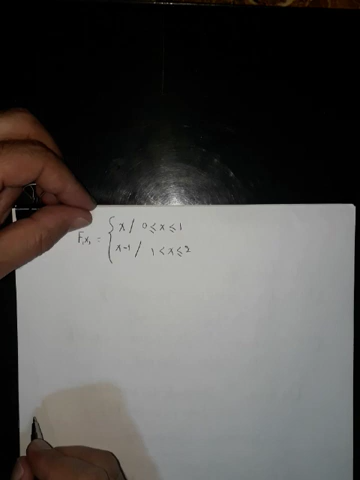 F(x) = { x / 0 ≤ x ≤ 1
x-1 / 1 < x ≤ 2